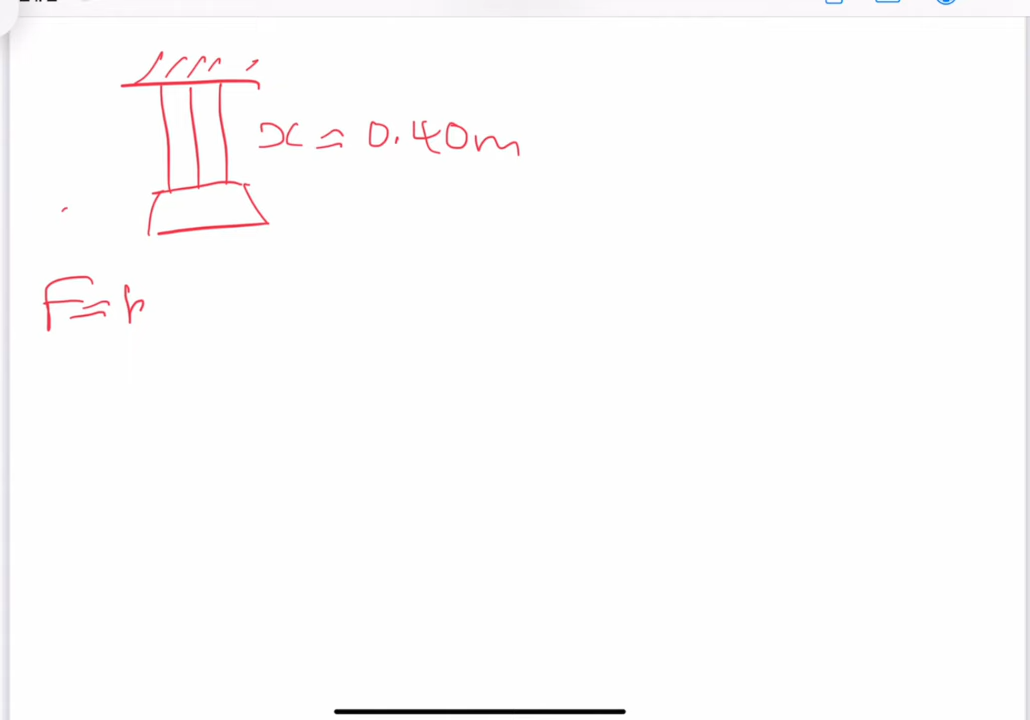 x = 0.40m
F = k